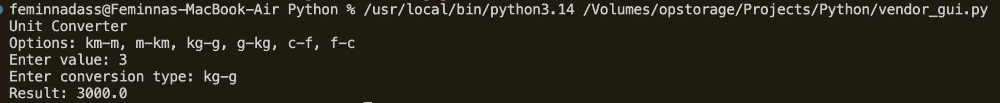 feminnadass@Feminnas-MacBook-Air Python % /usr/local/bin/python3.14 /Volumes/opstorage/Projects/Python/vendor_gui.py
Unit Converter
Options: km-m, m-km, kg-g, g-kg, c-f, f-c
Enter value: 3
Enter conversion type: kg-g
Result: 3000.0